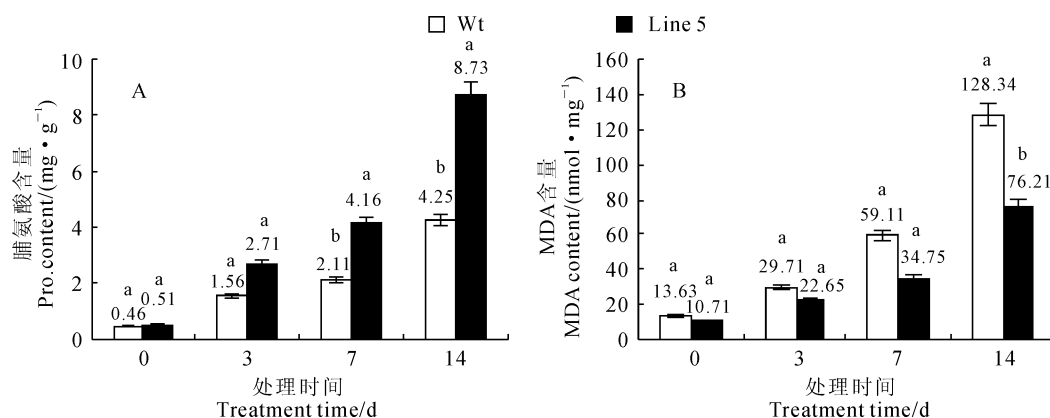 Wt Line 5
A
脯氨酸含量
Pro.content/(mg·g⁻¹)
10
8
6
4
2
0
a a a a b a b a
0.46 0.51 1.56 2.71 2.11 4.16 4.25 8.73
0 3 7 14
处理时间
Treatment time/d
B
MDA含量
MDA content/(nmol·mg⁻¹)
160
140
120
100
80
60
40
20
0
a a a a a a a b
13.63 10.71 29.71 22.65 59.11 34.75 128.34 76.21
0 3 7 14
处理时间
Treatment time/d